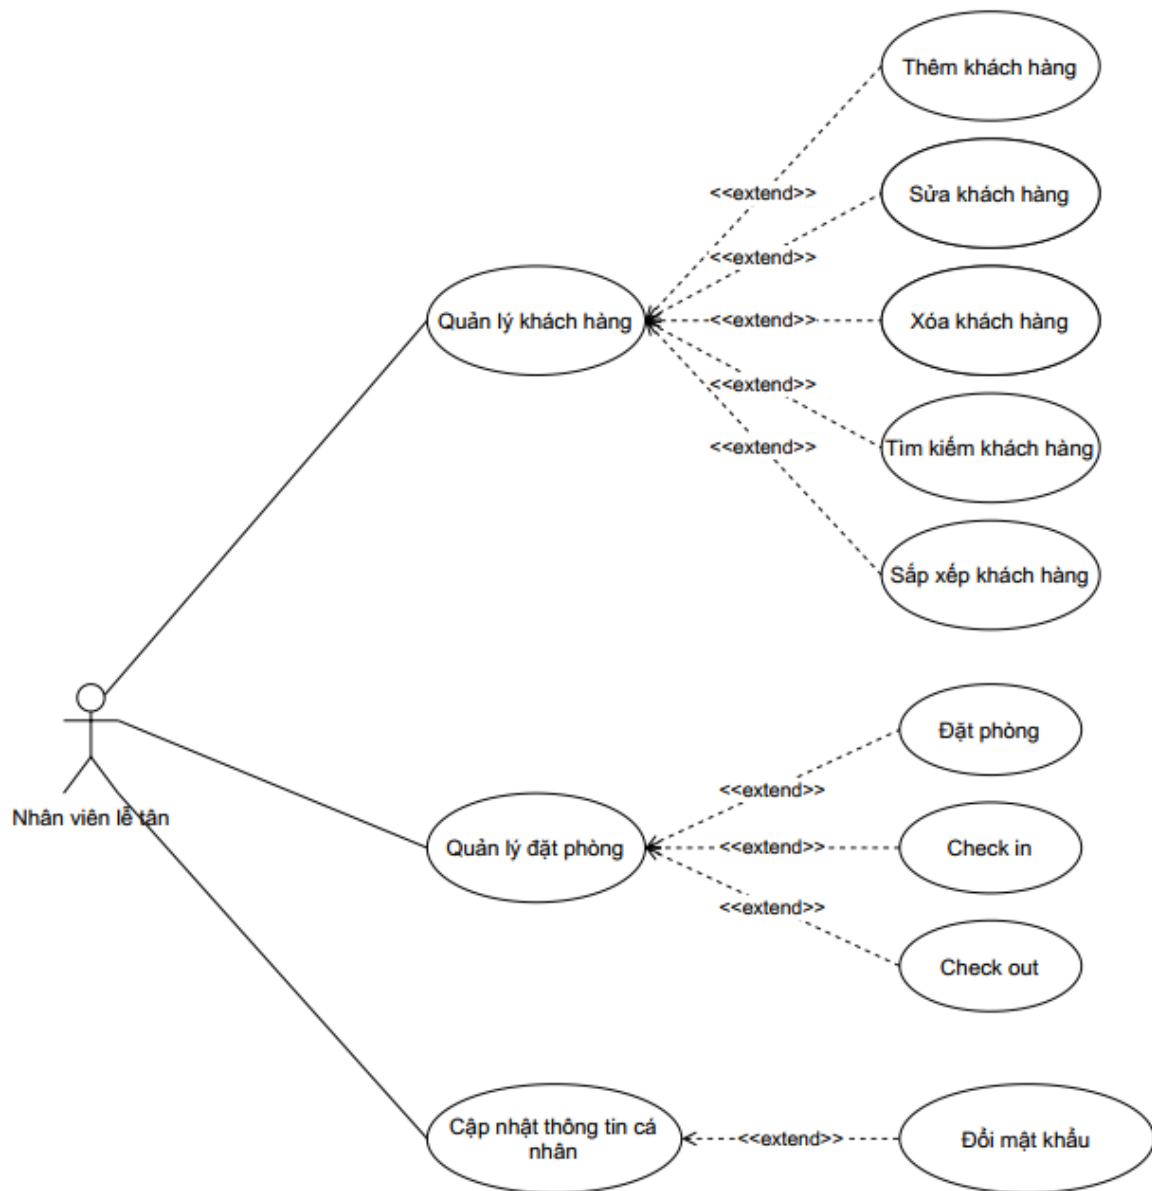 Thêm khách hàng
<<extend>>
Sửa khách hàng
<<extend>>
Quản lý khách hàng
<<extend>>
Xóa khách hàng
<<extend>>
Tìm kiếm khách hàng
<<extend>>
Sắp xếp khách hàng
Nhân viên lễ tân
Đặt phòng
<<extend>>
Quản lý đặt phòng
<<extend>>
Check in
<<extend>>
Check out
Cập nhật thông tin cá
nhân
<<extend>>
Đổi mật khẩu